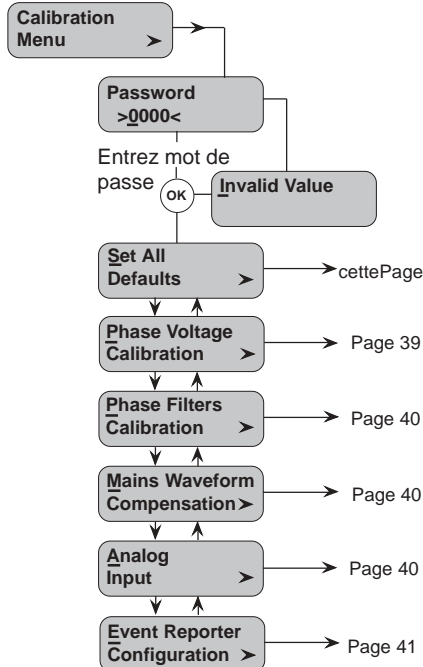 Calibration
Menu
Password
>0000<
Entrez mot de
passe
OK
Invalid Value
Set All
Defaults
cettePage
Phase Voltage
Calibration
Page 39
Phase Filters
Calibration
Page 40
Mains Waveform
Compensation
Page 40
Analog
Input
Page 40
Event Reporter
Configuration
Page 41